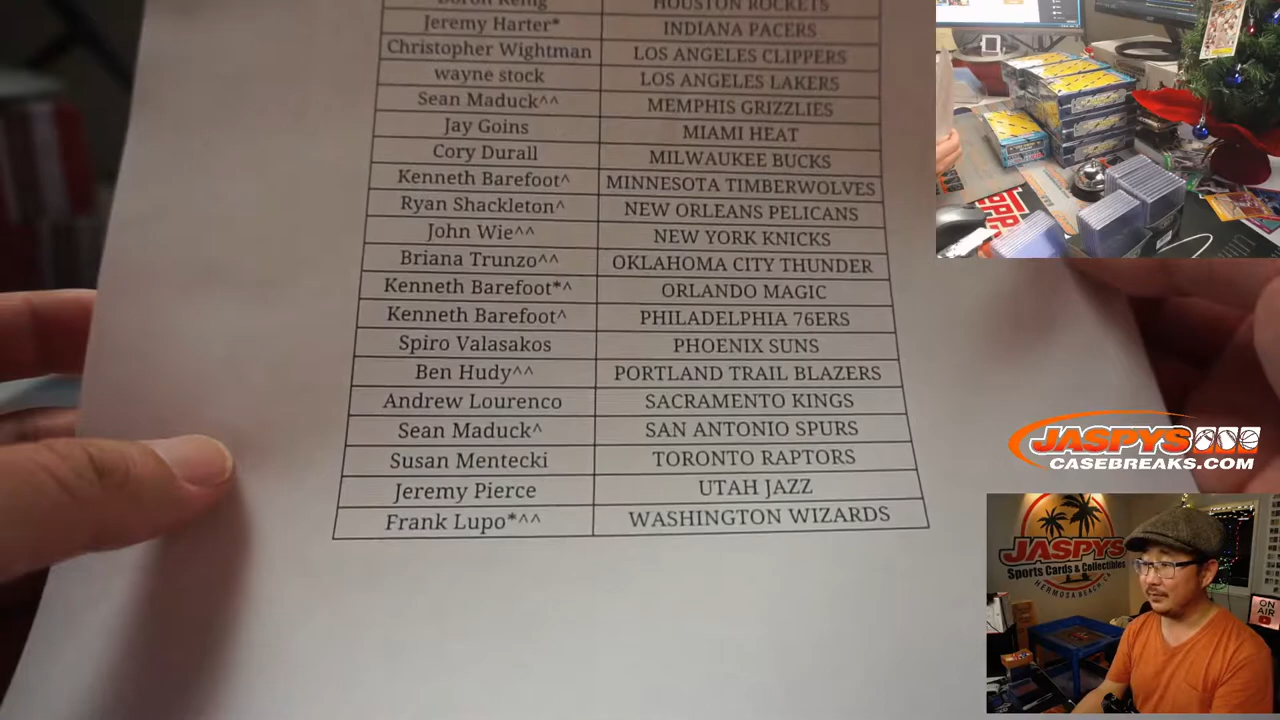 HOUSTON ROCKETS
Jeremy Harter* INDIANA PACERS
Christopher Wightman LOS ANGELES CLIPPERS
wayne stock LOS ANGELES LAKERS
Sean Maduck^^ MEMPHIS GRIZZLIES
Jay Goins MIAMI HEAT
Cory Durall MILWAUKEE BUCKS
Kenneth Barefoot^ MINNESOTA TIMBERWOLVES
Ryan Shackleton^ NEW ORLEANS PELICANS
John Wie^^ NEW YORK KNICKS
Briana Trunzo^^ OKLAHOMA CITY THUNDER
Kenneth Barefoot*^ ORLANDO MAGIC
Kenneth Barefoot^ PHILADELPHIA 76ERS
Spiro Valasakos PHOENIX SUNS
Ben Hudy^^ PORTLAND TRAIL BLAZERS
Andrew Lourenco SACRAMENTO KINGS
Sean Maduck^ SAN ANTONIO SPURS
Susan Mentecki TORONTO RAPTORS
Jeremy Pierce UTAH JAZZ
Frank Lupo*^^ WASHINGTON WIZARDS
JASPYS
CASEBREAKS.COM
JASPYS
Sports Cards & Collectibles
HERMOSA BEACH, CA
ON
AIR